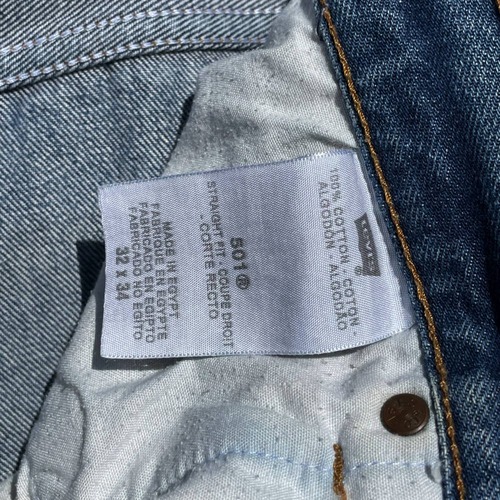 LEVI'S
100% COTTON - COTON
ALGODÓN - ALGODÃO
501®
STRAIGHT FIT - COUPE DROIT
- CORTE RECTO
MADE IN EGYPT
FABRIQUE EN EGYPTE
FABRICADO EN EGIPTO
FABRICADO NO EGITO
32 X 34